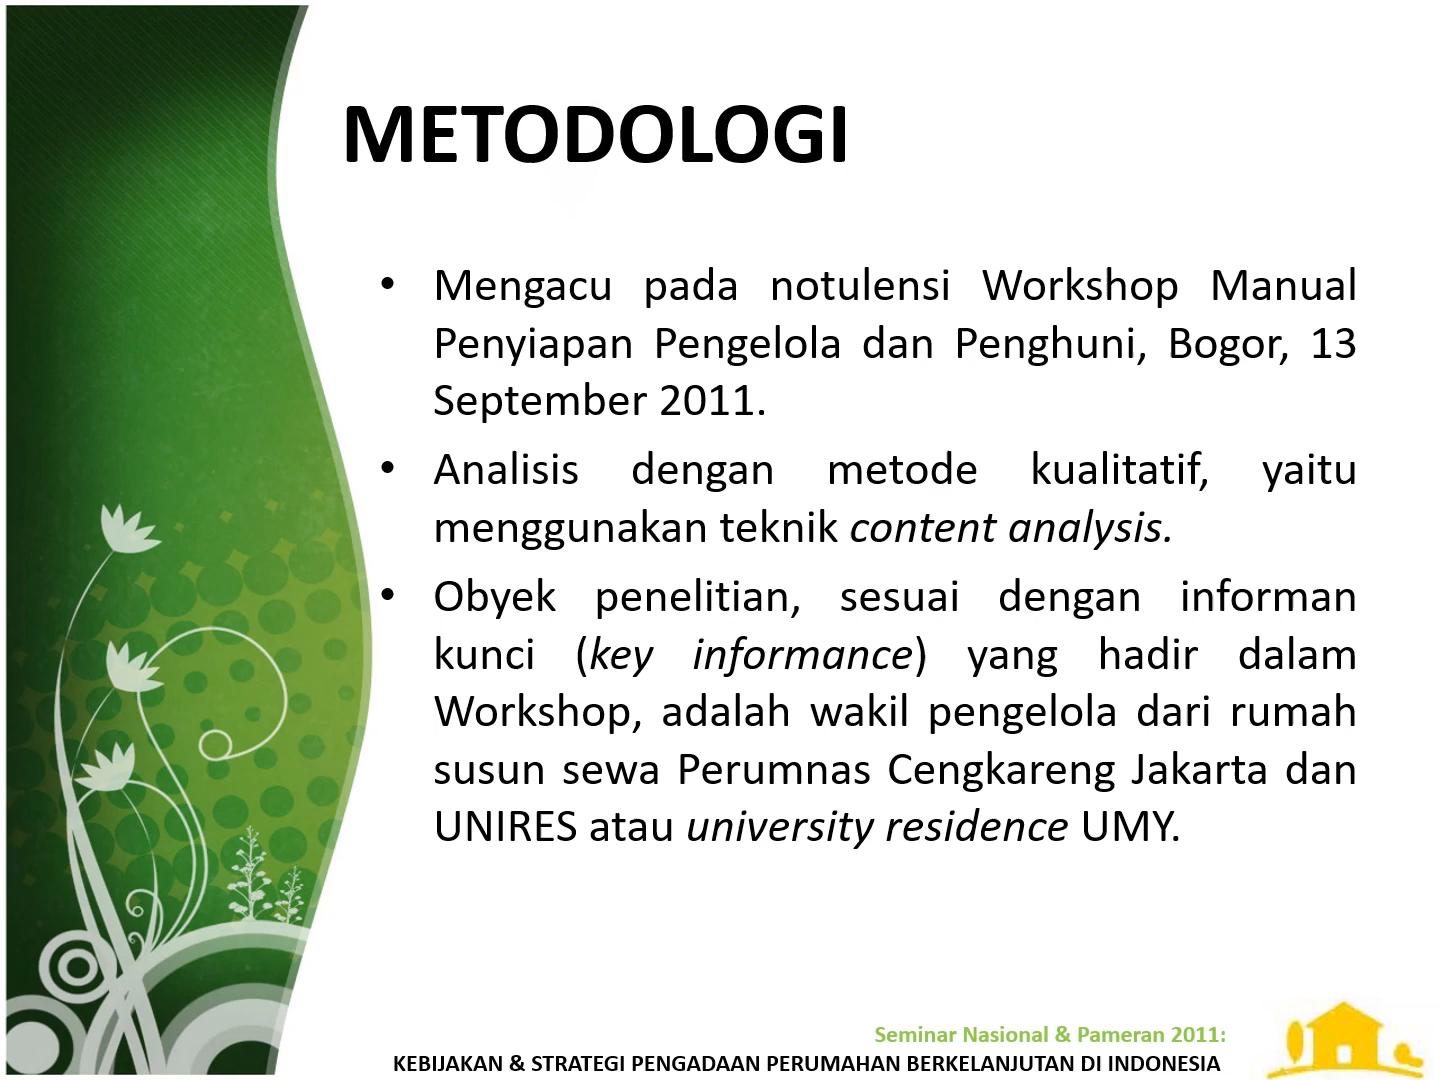 METODOLOGI
• Mengacu pada notulensi Workshop Manual
Penyiapan Pengelola dan Penghuni, Bogor, 13
September 2011.
• Analisis dengan metode kualitatif, yaitu
menggunakan teknik content analysis.
• Obyek penelitian, sesuai dengan informan
kunci (key informance) yang hadir dalam
Workshop, adalah wakil pengelola dari rumah
susun sewa Perumnas Cengkareng Jakarta dan
UNIRES atau university residence UMY.
Seminar Nasional & Pameran 2011:
KEBIJAKAN & STRATEGI PENGADAAN PERUMAHAN BERKELANJUTAN DI INDONESIA